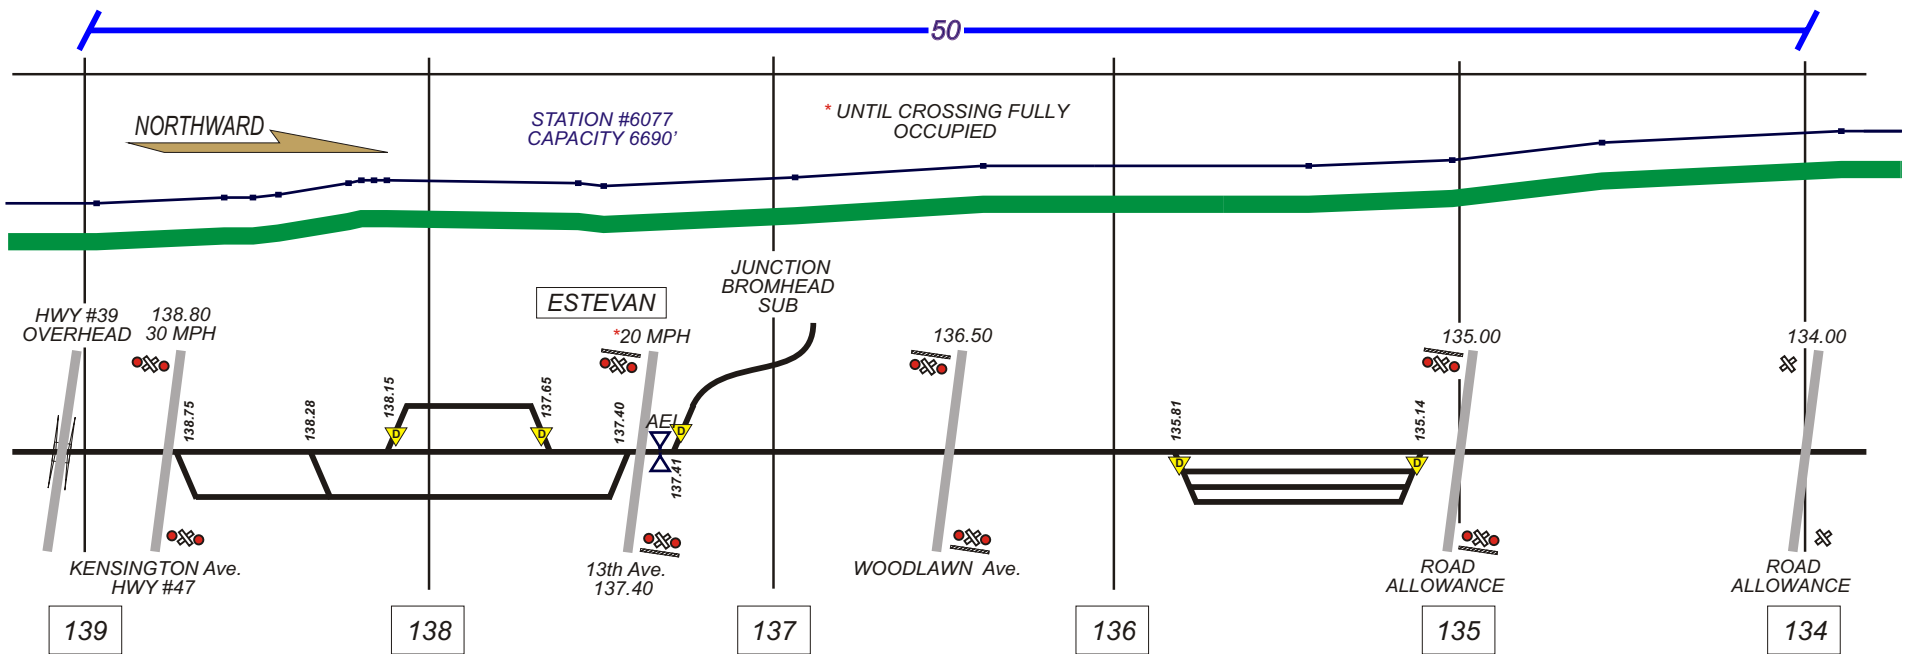 50
NORTHWARD
STATION #6077
CAPACITY 6690'
* UNTIL CROSSING FULLY
OCCUPIED
JUNCTION
BROMHEAD
SUB
ESTEVAN
HWY #39
OVERHEAD
138.80
30 MPH
*20 MPH
136.50
135.00
134.00
138.75
138.28
138.15
137.65
137.40
AEI
137.41
135.81
135.14
D
D
D
D
D
KENSINGTON Ave.
HWY #47
13th Ave.
137.40
WOODLAWN Ave.
ROAD
ALLOWANCE
ROAD
ALLOWANCE
139
138
137
136
135
134